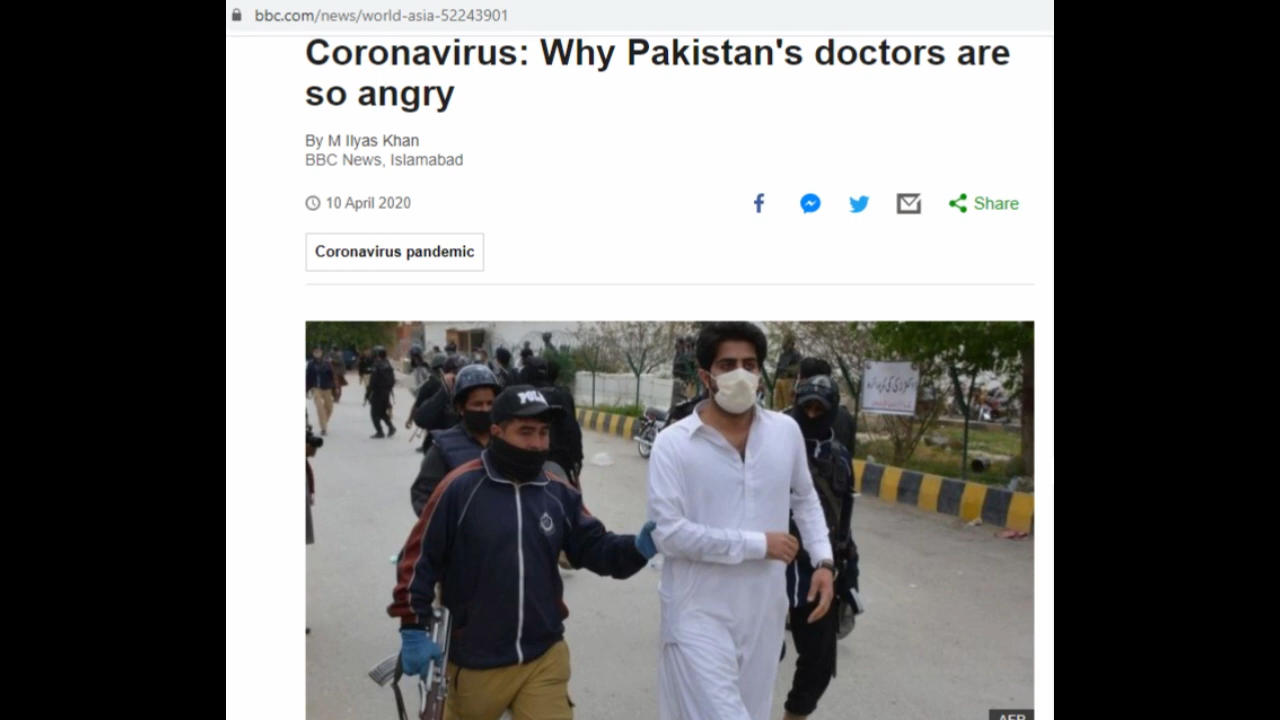 bbc.com/news/world-asia-52243901
Coronavirus: Why Pakistan's doctors are
so angry
By M Ilyas Khan
BBC News, Islamabad
10 April 2020
Share
Coronavirus pandemic
AFP